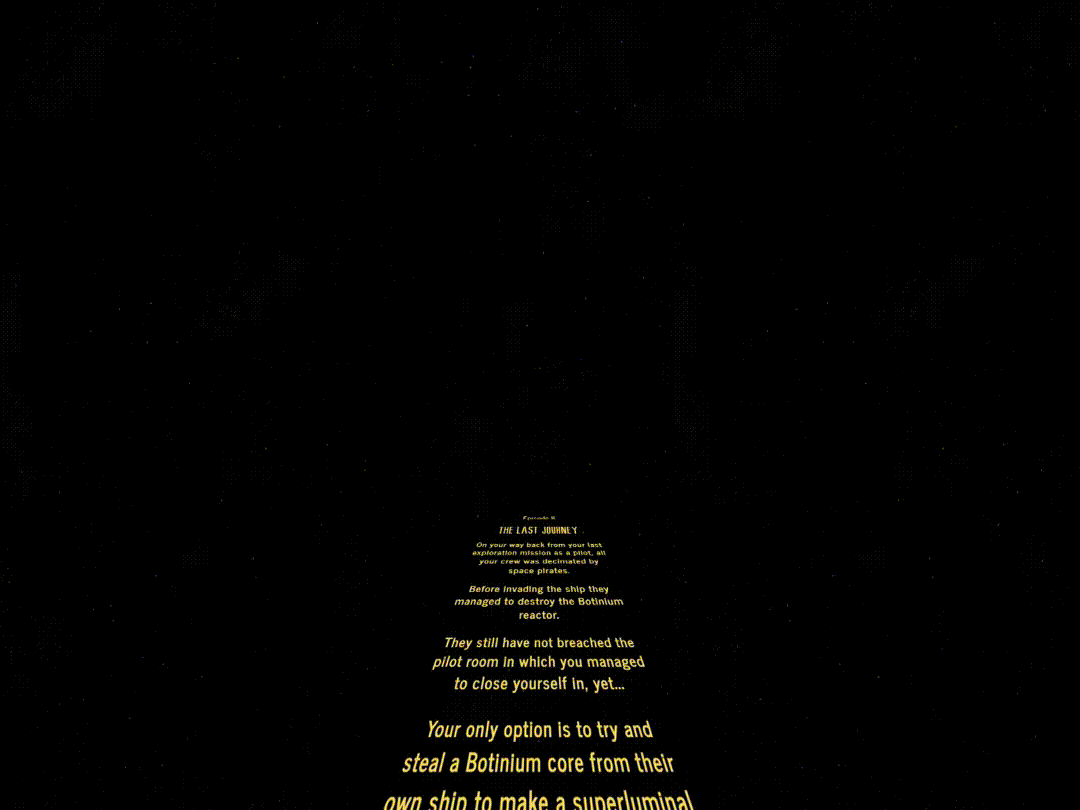 Episode
THE LAST JOURNEY
On your way back from your last
exploration mission as a pilot, all
your crew was decimated by
space pirates.
Before invading the ship they
managed to destroy the Botinium
reactor.
They still have not breached the
pilot room in which you managed
to close yourself in, yet...
Your only option is to try and
steal a Botinium core from their
own ship to make a superluminal